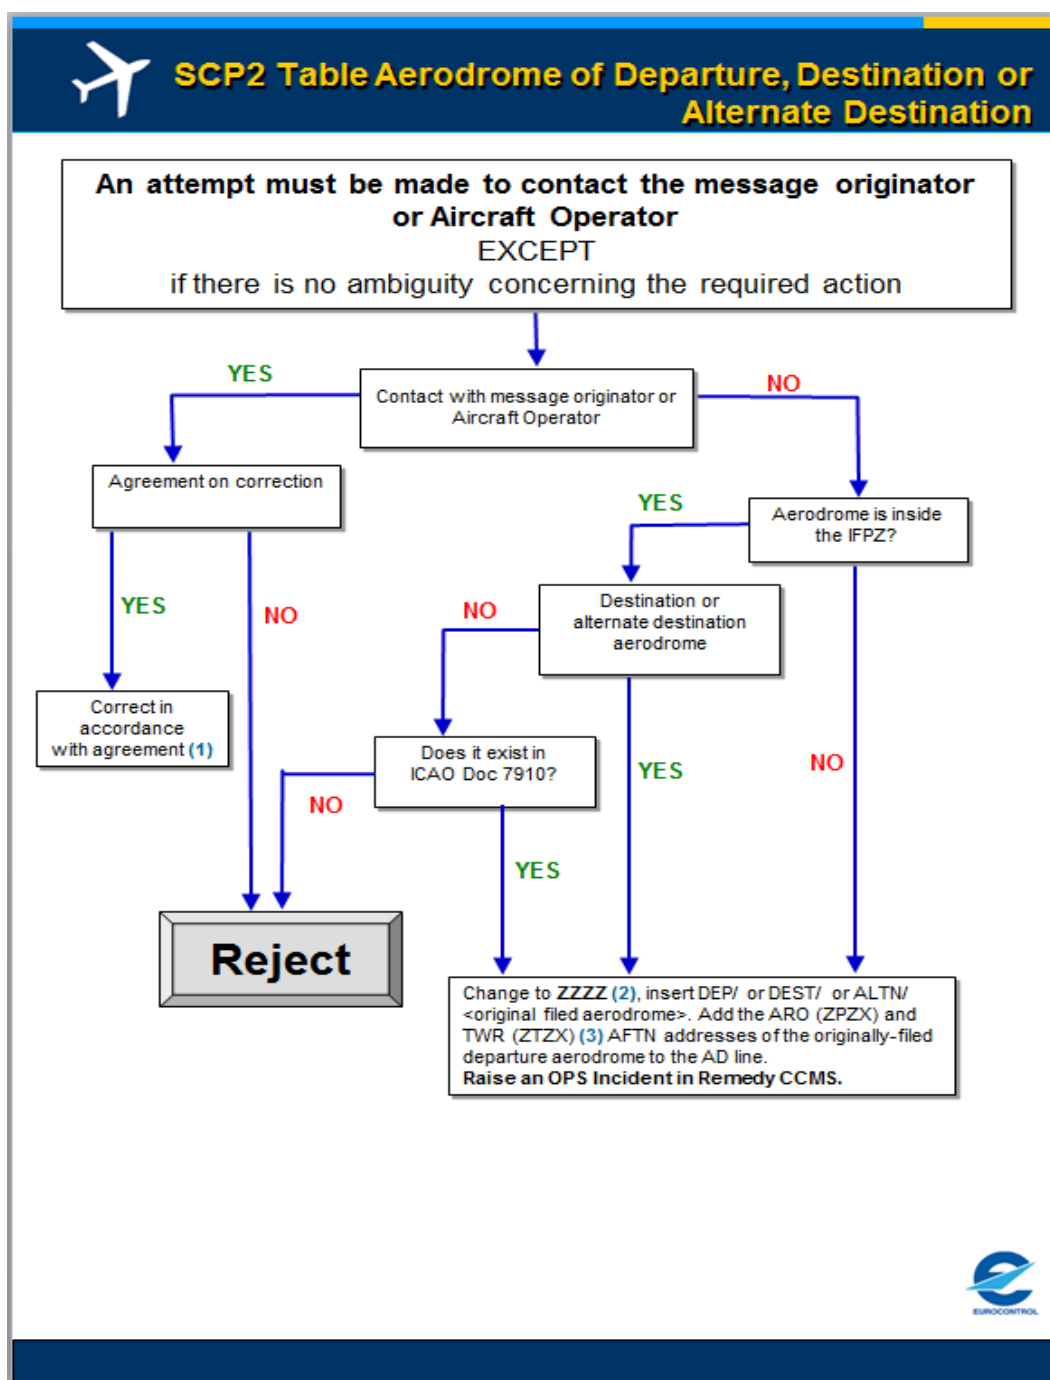 SCP2 Table Aerodrome of Departure, Destination or
Alternate Destination
An attempt must be made to contact the message originator
or Aircraft Operator
EXCEPT
if there is no ambiguity concerning the required action
YES
Contact with message originator or
Aircraft Operator
NO
Agreement on correction
YES
Aerodrome is inside
the IFPZ?
YES
NO
NO
Destination or
alternate destination
aerodrome
Correct in
accordance
with agreement (1)
Does it exist in
ICAO Doc 7910?
NO
YES
NO
YES
Reject
Change to ZZZZ (2), insert DEP/ or DEST/ or ALTN/
<original filed aerodrome>. Add the ARO (ZPZX) and
TWR (ZTZX) (3) AFTN addresses of the originally-filed
departure aerodrome to the AD line.
Raise an OPS Incident in Remedy CCMS.
EUROCONTROL